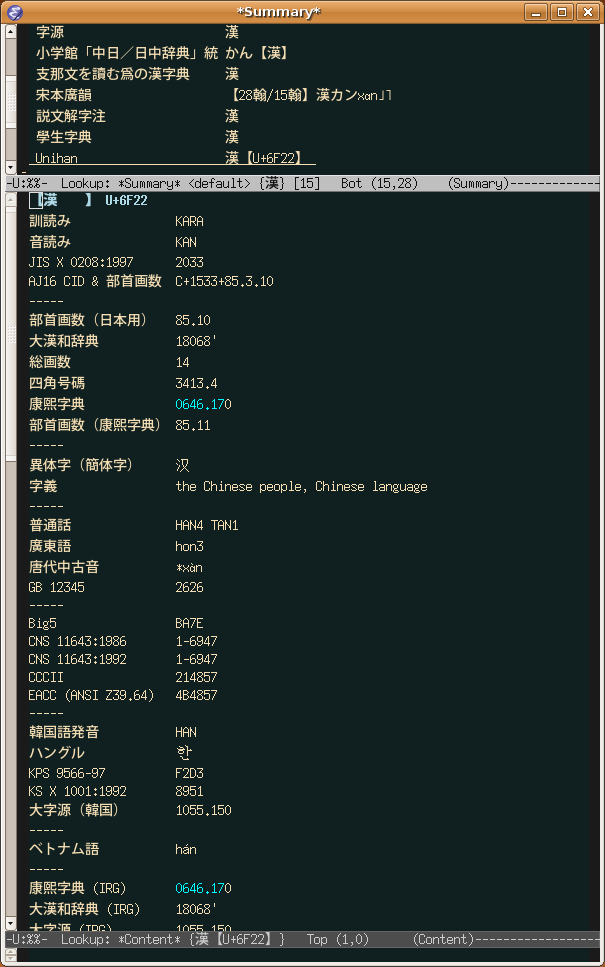 *Summary*
字源 漢
小学館「中日／日中辞典」統 かん【漢】
支那文を讀む爲の漢字典 漢
宋本廣韻 【28翰/15翰】漢カンxɑn˩˥
説文解字注 漢
學生字典 漢
Unihan 漢【U+6F22】
-U:%%- Lookup: *Summary* <default> {漢} [15] Bot (15,28) (Summary)-------------
【漢 】 U+6F22
訓読み KARA
音読み KAN
JIS X 0208:1997 2033
AJ16 CID & 部首画数 C+1533+85.3.10
-----
部首画数（日本用） 85.10
大漢和辞典 18068'
総画数 14
四角号碼 3413.4
康熙字典 0646.170
部首画数（康熙字典） 85.11
-----
異体字（簡体字） 汉
字義 the Chinese people, Chinese language
-----
普通話 HAN4 TAN1
廣東語 hon3
唐代中古音 *xàn
GB 12345 2626
-----
Big5 BA7E
CNS 11643:1986 1-6947
CNS 11643:1992 1-6947
CCCII 214857
EACC (ANSI Z39.64) 4B4857
-----
韓国語発音 HAN
ハングル 한
KPS 9566-97 F2D3
KS X 1001:1992 8951
大字源（韓国） 1055.150
-----
ベトナム語 hán
-----
康熙字典 (IRG) 0646.170
大漢和辞典 (IRG) 18068'
大字源 (IRG) 1055.150
-U:%%- Lookup: *Content* {漢【U+6F22】} Top (1,0) (Content)------------------